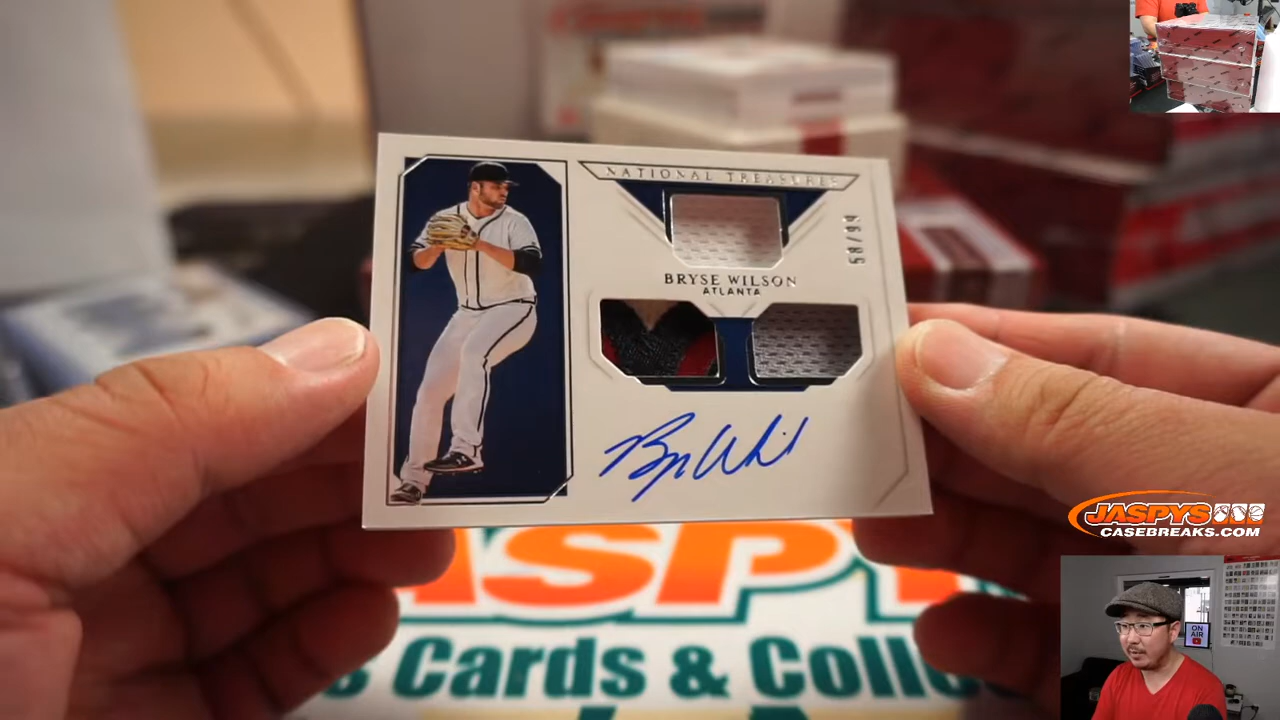 NATIONAL TREASURES
58/99
BRYSE WILSON
ATLANTA
JASPYS
CASEBREAKS.COM
ON
AIR
Cards & Colle